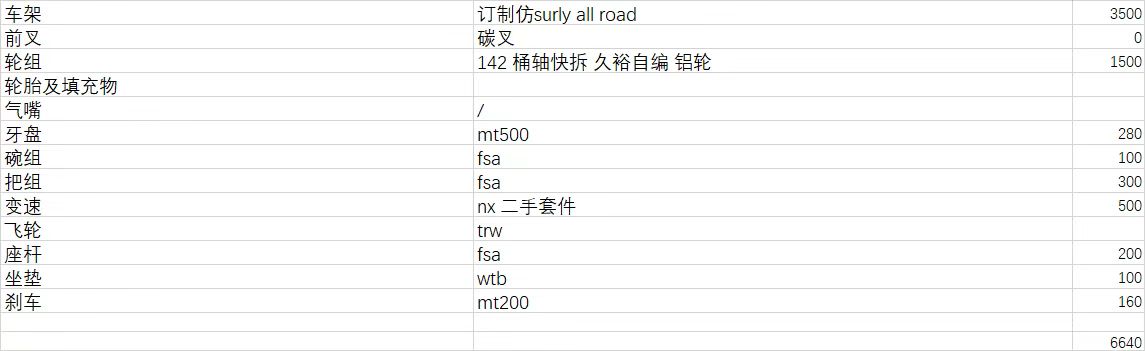 车架 订制仿surly all road 3500
前叉 碳叉 0
轮组 142 桶轴快拆 久裕自编 铝轮 1500
轮胎及填充物
气嘴 /
牙盘 mt500 280
碗组 fsa 100
把组 fsa 300
变速 nx 二手套件 500
飞轮 trw
座杆 fsa 200
坐垫 wtb 100
刹车 mt200 160
6640